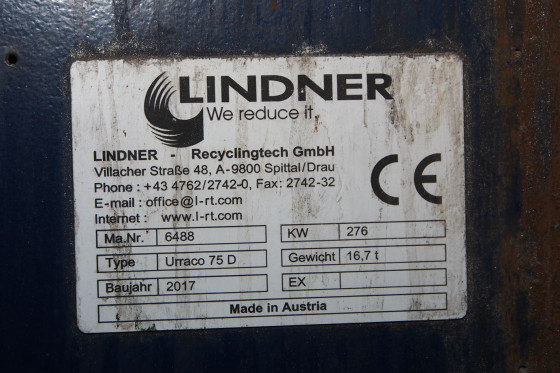 LINDNER
We reduce it.
LINDNER - Recyclingtech GmbH
Villacher Straße 48, A-9800 Spittal/Drau
Phone : +43 4762/2742-0, Fax: 2742-32
E-mail : office@l-rt.com
Internet : www.l-rt.com
Ma.Nr. 6488 KW 276
Type Urraco 75 D Gewicht 16,7 t
Baujahr 2017 EX
Made in Austria
CE